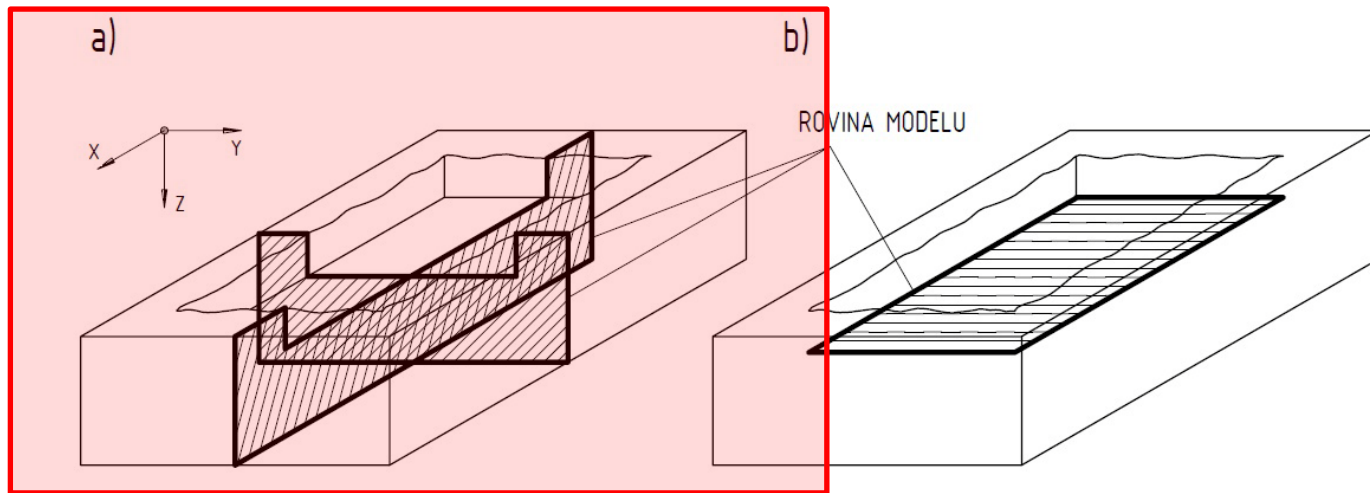 a)
b)
ROVINA MODELU
X
Y
Z